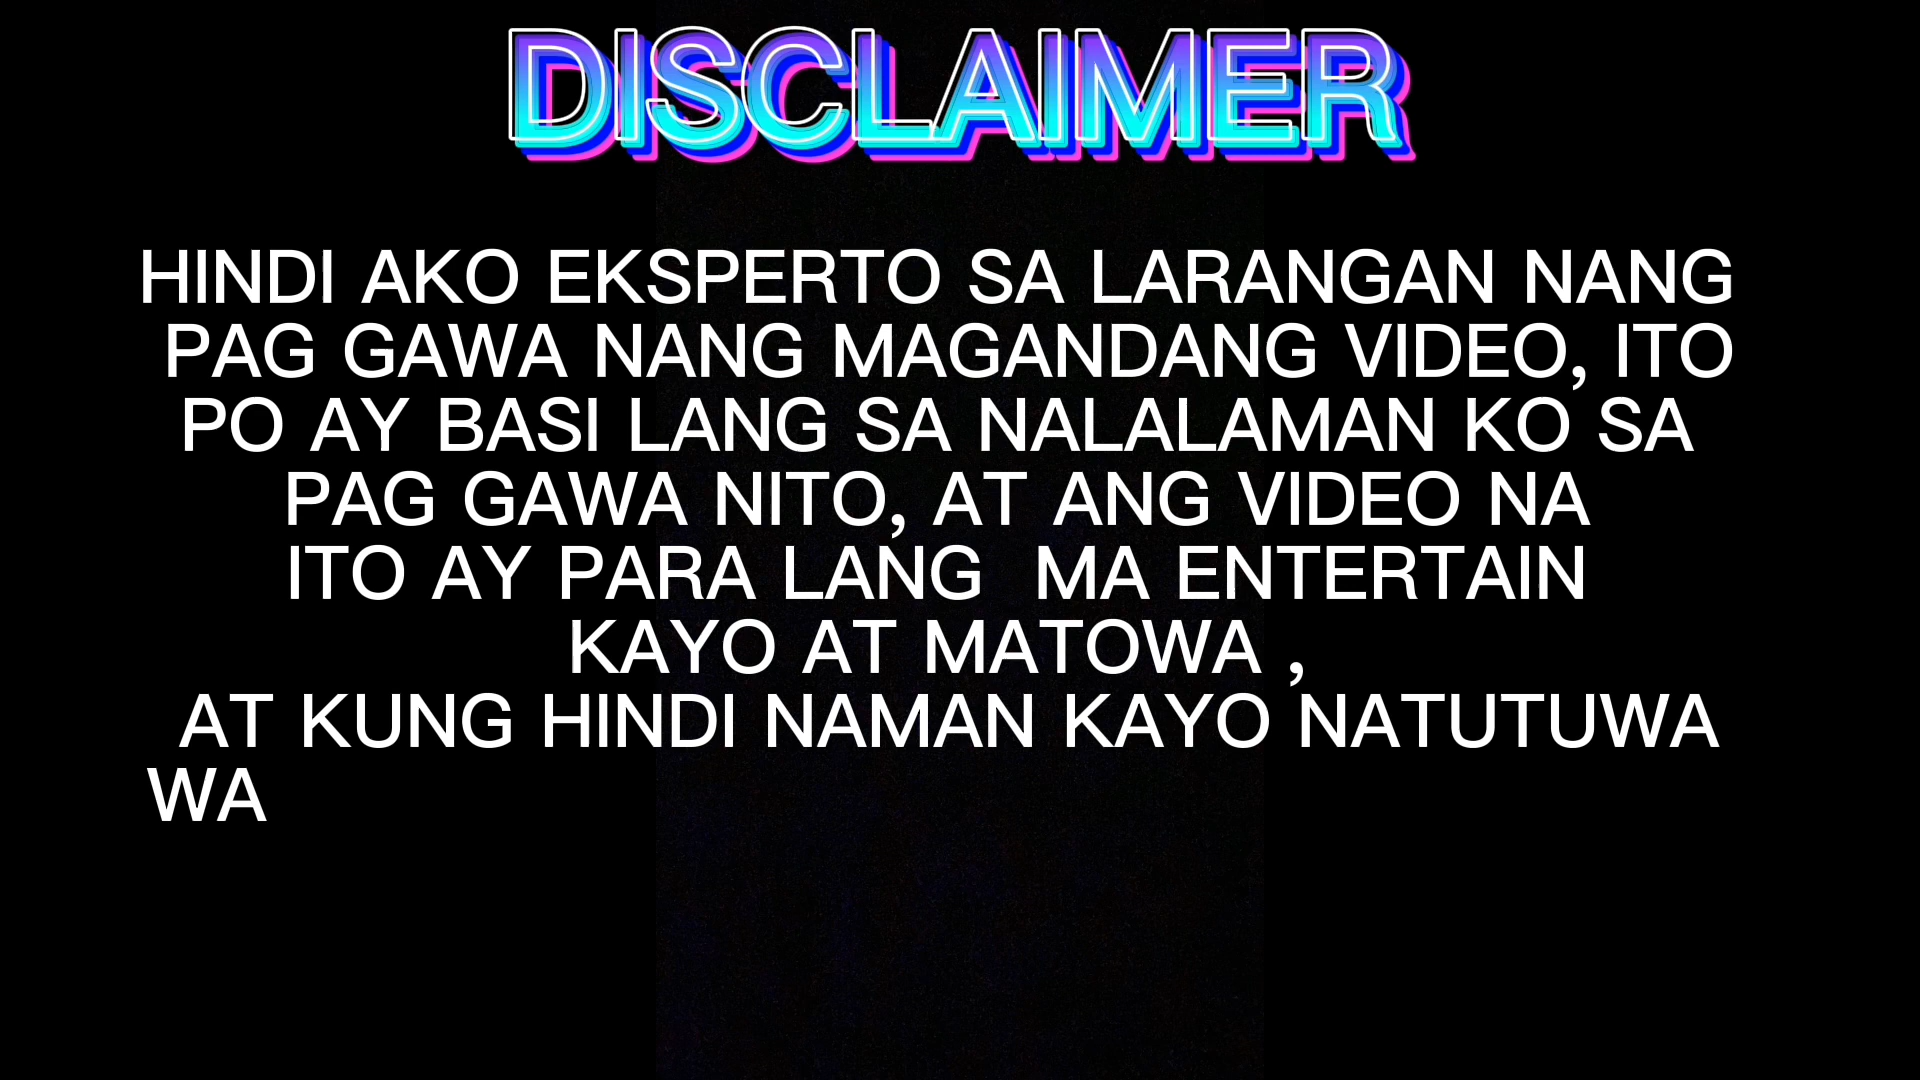 DISCLAIMER
HINDI AKO EKSPERTO SA LARANGAN NANG
PAG GAWA NANG MAGANDANG VIDEO, ITO
PO AY BASI LANG SA NALALAMAN KO SA
PAG GAWA NITO, AT ANG VIDEO NA
ITO AY PARA LANG MA ENTERTAIN
KAYO AT MATOWA ,
AT KUNG HINDI NAMAN KAYO NATUTUWA
WA